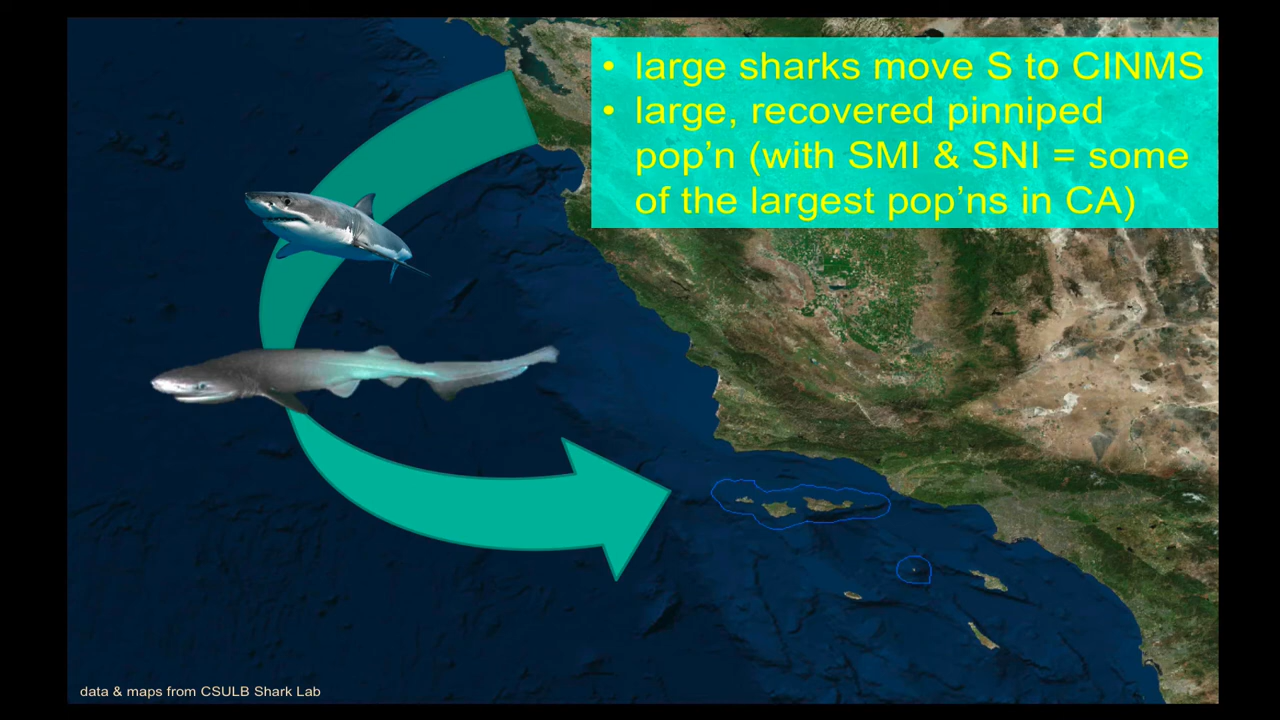 • large sharks move S to CINMS
• large, recovered pinniped
pop’n (with SMI & SNI = some
of the largest pop’ns in CA)
data & maps from CSULB Shark Lab